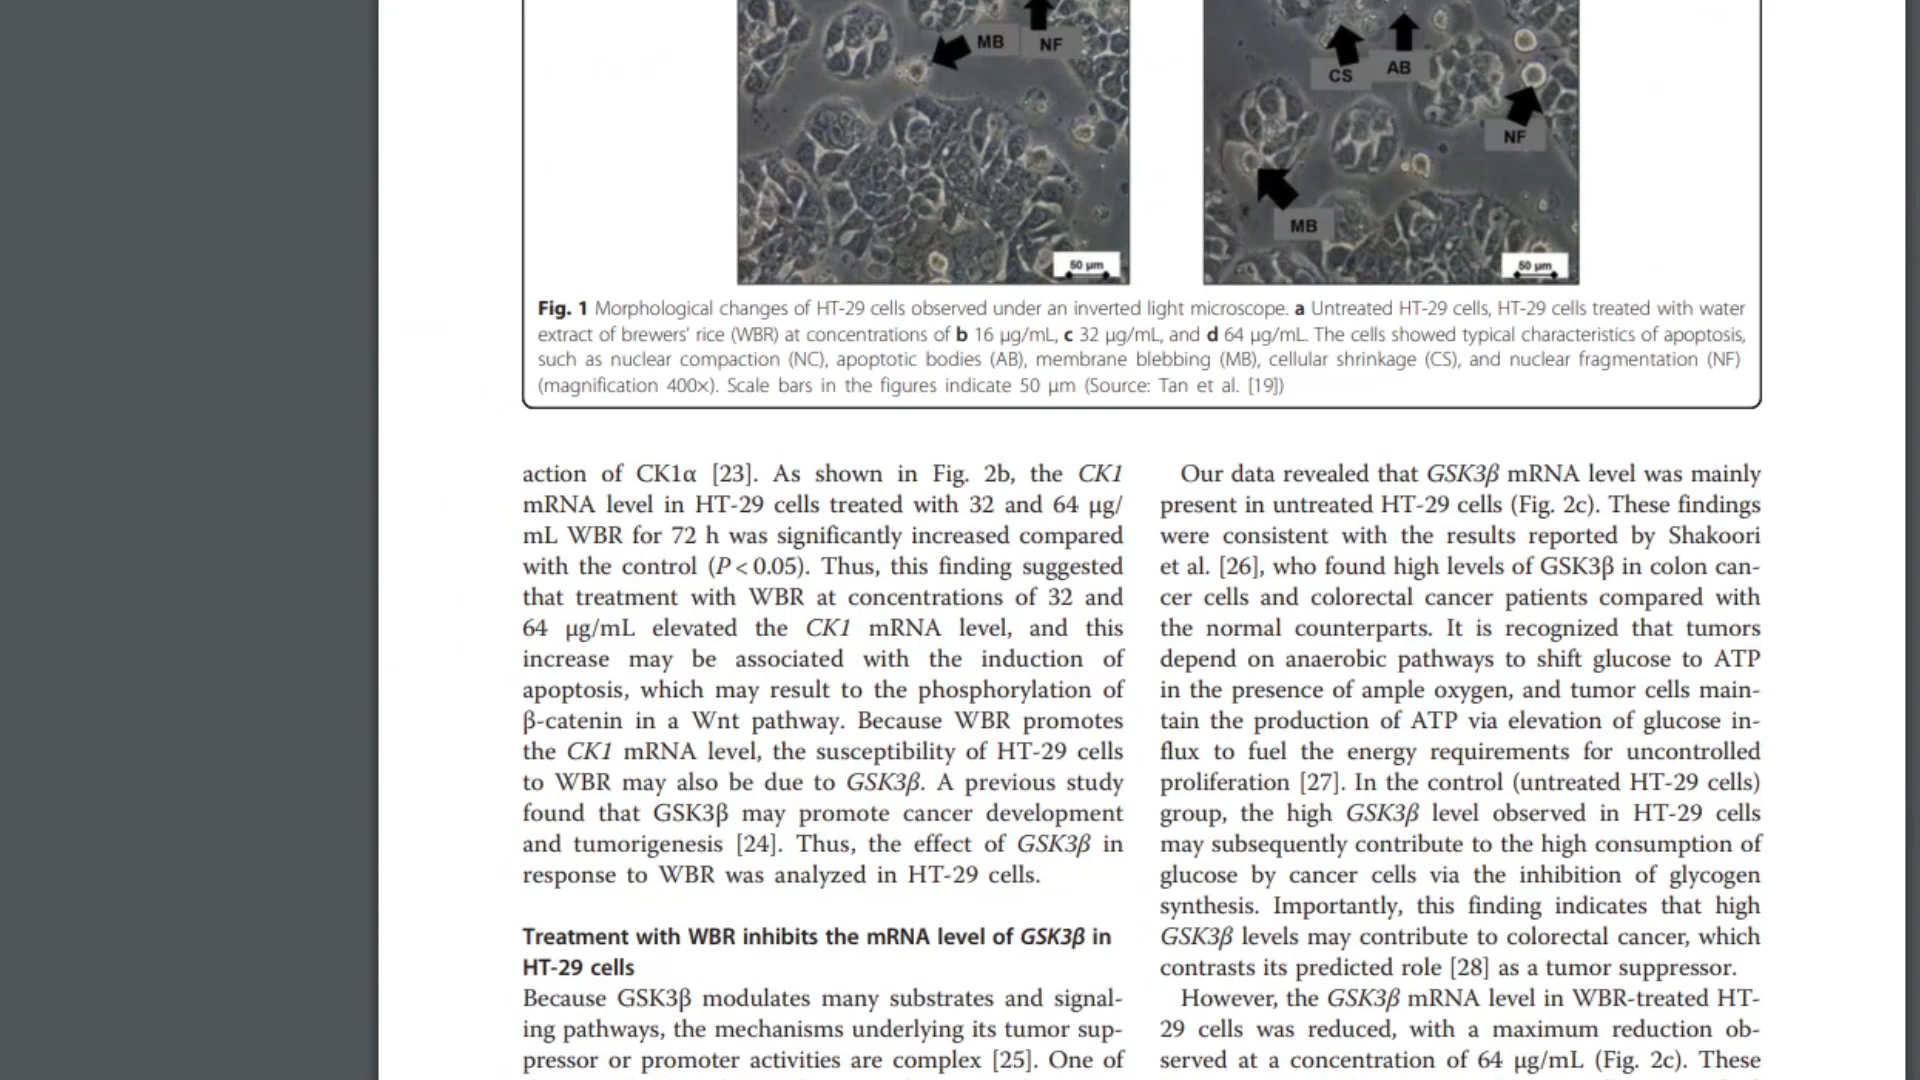 MB
NF
CS
AB
NF
MB
50 µm
50 µm
Fig. 1 Morphological changes of HT-29 cells observed under an inverted light microscope. a Untreated HT-29 cells, HT-29 cells treated with water
extract of brewers' rice (WBR) at concentrations of b 16 µg/mL, c 32 µg/mL, and d 64 µg/mL. The cells showed typical characteristics of apoptosis,
such as nuclear compaction (NC), apoptotic bodies (AB), membrane blebbing (MB), cellular shrinkage (CS), and nuclear fragmentation (NF)
(magnification 400×). Scale bars in the figures indicate 50 µm (Source: Tan et al. [19])
action of CK1α [23]. As shown in Fig. 2b, the CK1
mRNA level in HT-29 cells treated with 32 and 64 µg/
mL WBR for 72 h was significantly increased compared
with the control (P < 0.05). Thus, this finding suggested
that treatment with WBR at concentrations of 32 and
64 µg/mL elevated the CK1 mRNA level, and this
increase may be associated with the induction of
apoptosis, which may result to the phosphorylation of
β-catenin in a Wnt pathway. Because WBR promotes
the CK1 mRNA level, the susceptibility of HT-29 cells
to WBR may also be due to GSK3β. A previous study
found that GSK3β may promote cancer development
and tumorigenesis [24]. Thus, the effect of GSK3β in
response to WBR was analyzed in HT-29 cells.
Treatment with WBR inhibits the mRNA level of GSK3β in
HT-29 cells
Because GSK3β modulates many substrates and signal-
ing pathways, the mechanisms underlying its tumor sup-
pressor or promoter activities are complex [25]. One of
Our data revealed that GSK3β mRNA level was mainly
present in untreated HT-29 cells (Fig. 2c). These findings
were consistent with the results reported by Shakoori
et al. [26], who found high levels of GSK3β in colon can-
cer cells and colorectal cancer patients compared with
the normal counterparts. It is recognized that tumors
depend on anaerobic pathways to shift glucose to ATP
in the presence of ample oxygen, and tumor cells main-
tain the production of ATP via elevation of glucose in-
flux to fuel the energy requirements for uncontrolled
proliferation [27]. In the control (untreated HT-29 cells)
group, the high GSK3β level observed in HT-29 cells
may subsequently contribute to the high consumption of
glucose by cancer cells via the inhibition of glycogen
synthesis. Importantly, this finding indicates that high
GSK3β levels may contribute to colorectal cancer, which
contrasts its predicted role [28] as a tumor suppressor.
However, the GSK3β mRNA level in WBR-treated HT-
29 cells was reduced, with a maximum reduction ob-
served at a concentration of 64 µg/mL (Fig. 2c). These